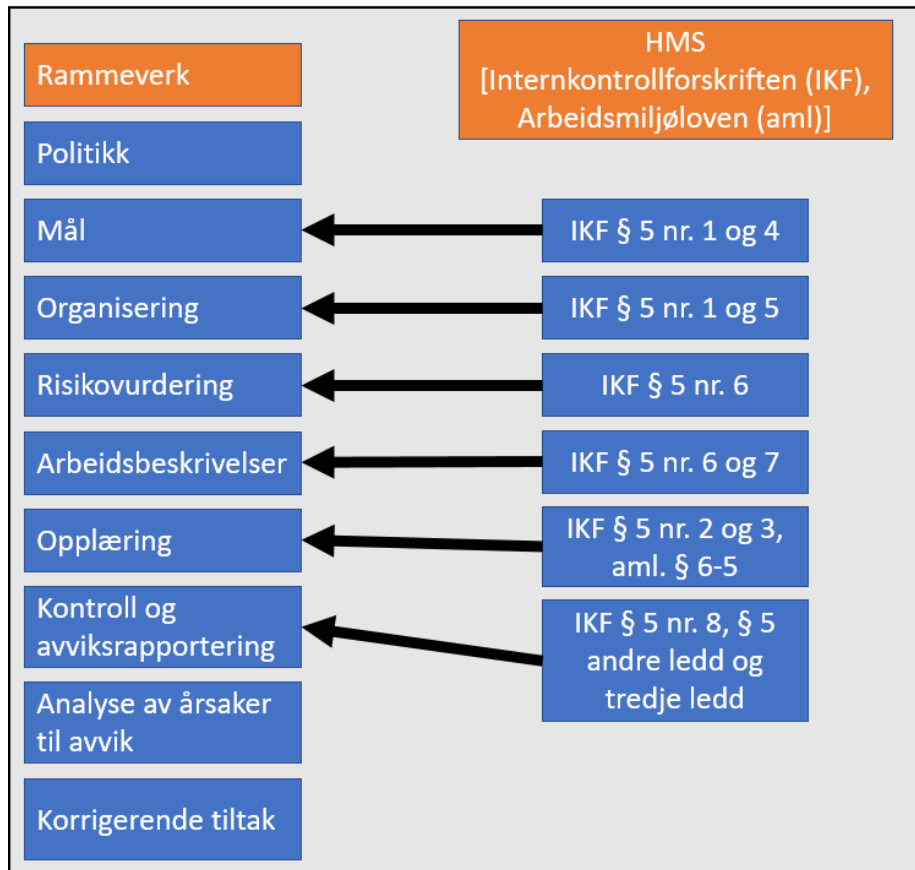 Rammeverk
HMS
[Internkontrollforskriften (IKF),
Arbeidsmiljøloven (aml)]
Politikk
Mål
IKF § 5 nr. 1 og 4
Organisering
IKF § 5 nr. 1 og 5
Risikovurdering
IKF § 5 nr. 6
Arbeidsbeskrivelser
IKF § 5 nr. 6 og 7
Opplæring
IKF § 5 nr. 2 og 3,
aml. § 6-5
Kontroll og
avviksrapportering
IKF § 5 nr. 8, § 5
andre ledd og
tredje ledd
Analyse av årsaker
til avvik
Korrigerende tiltak